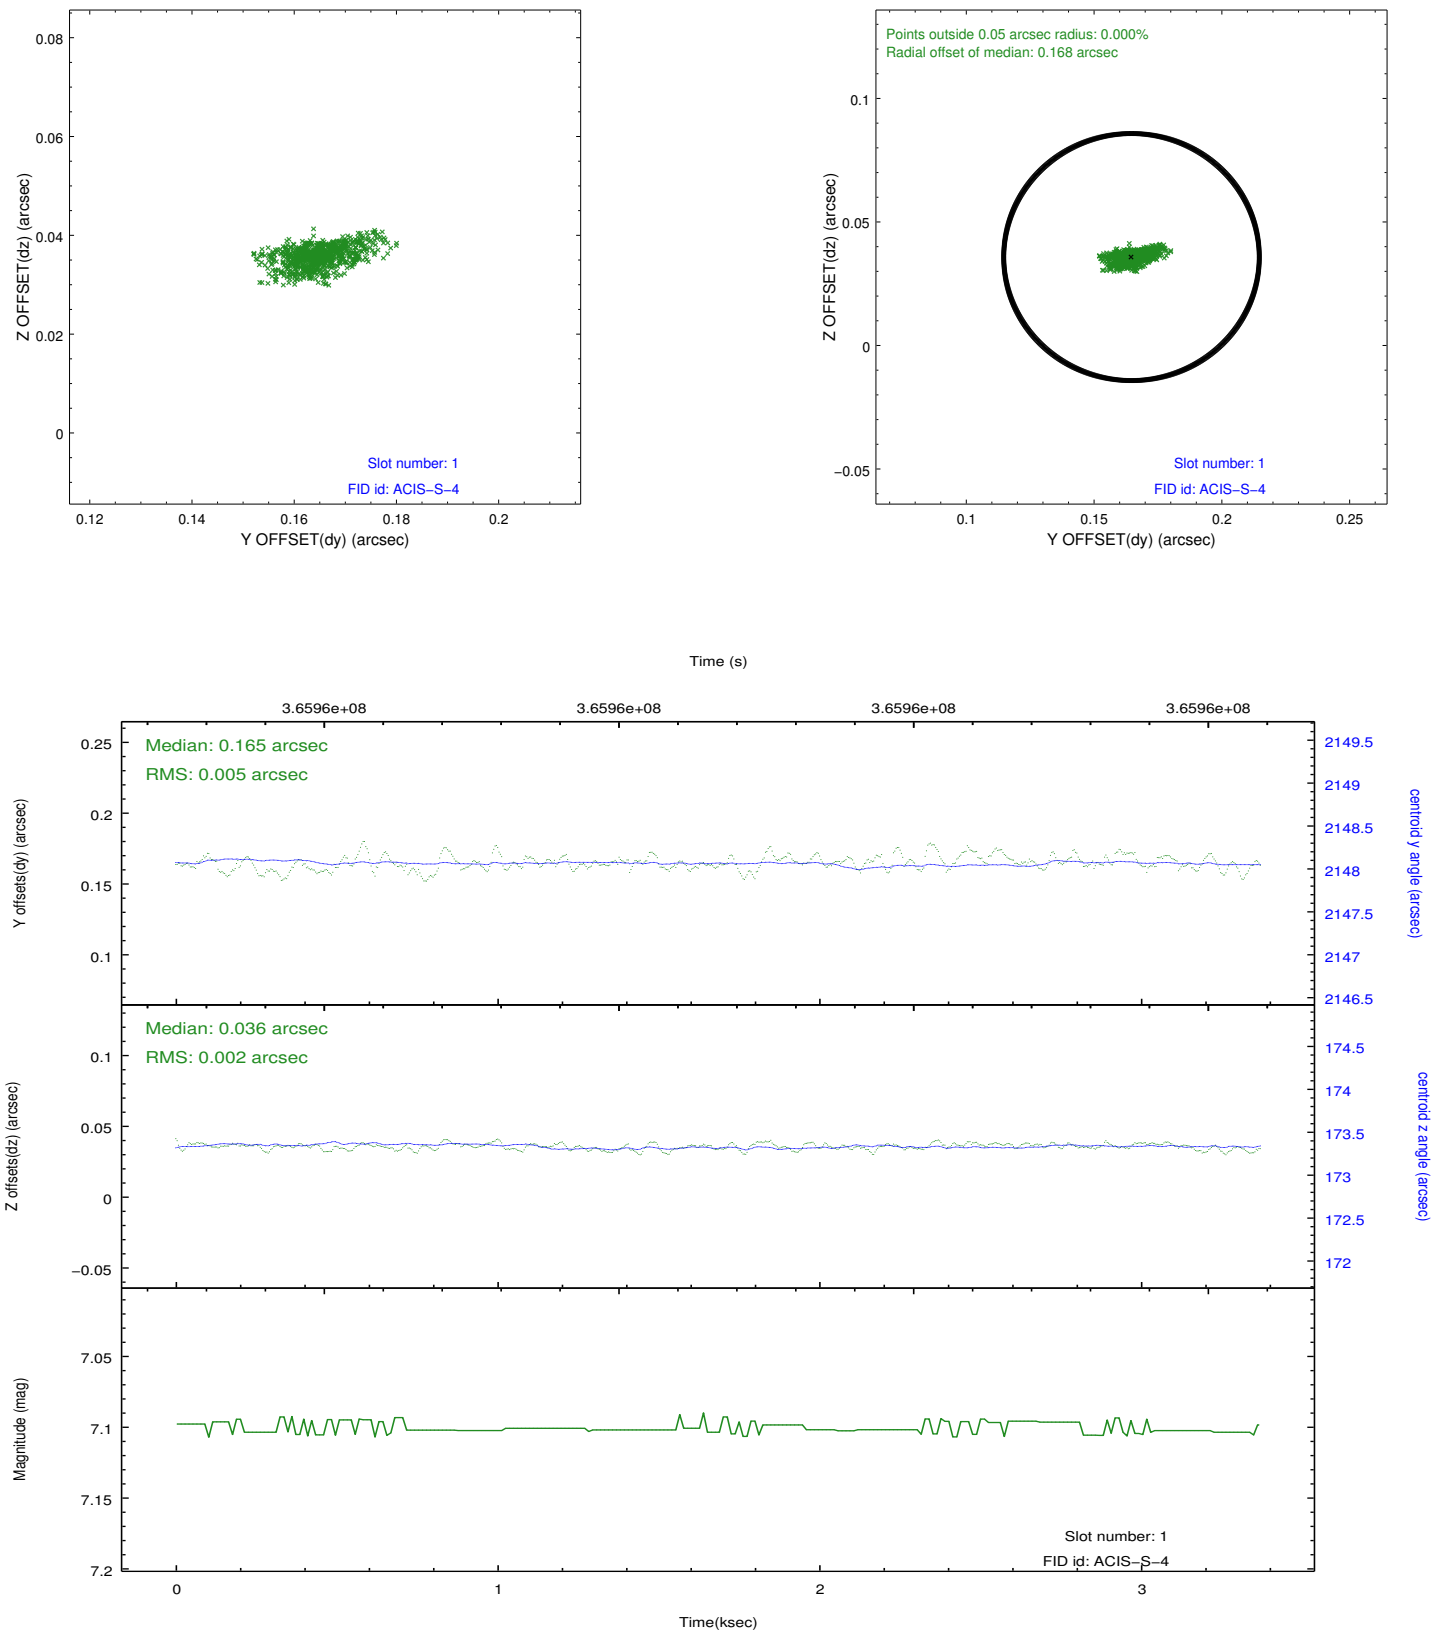 0.08
0.06
0.04
0.02
0
Z OFFSET(dz) (arcsec)
Slot number: 1
FID id: ACIS−S−4
0.12
0.14
0.16
0.18
0.2
Y OFFSET(dy) (arcsec)
Points outside 0.05 arcsec radius: 0.000%
Radial offset of median: 0.168 arcsec
0.1
0.05
0
−0.05
Z OFFSET(dz) (arcsec)
Slot number: 1
FID id: ACIS−S−4
0.1
0.15
0.2
0.25
Y OFFSET(dy) (arcsec)
Time (s)
3.6596e+08
3.6596e+08
3.6596e+08
3.6596e+08
Median: 0.165 arcsec
RMS: 0.005 arcsec
0.25
0.2
0.15
0.1
Y offsets(dy) (arcsec)
2149.5
2149
2148.5
2148
2147.5
2147
2146.5
centroid y angle (arcsec)
Median: 0.036 arcsec
RMS: 0.002 arcsec
0.1
0.05
0
−0.05
Z offsets(dz) (arcsec)
174.5
174
173.5
173
172.5
172
centroid z angle (arcsec)
7.05
7.1
7.15
7.2
Magnitude (mag)
Slot number: 1
FID id: ACIS−S−4
0
1
2
3
Time(ksec)